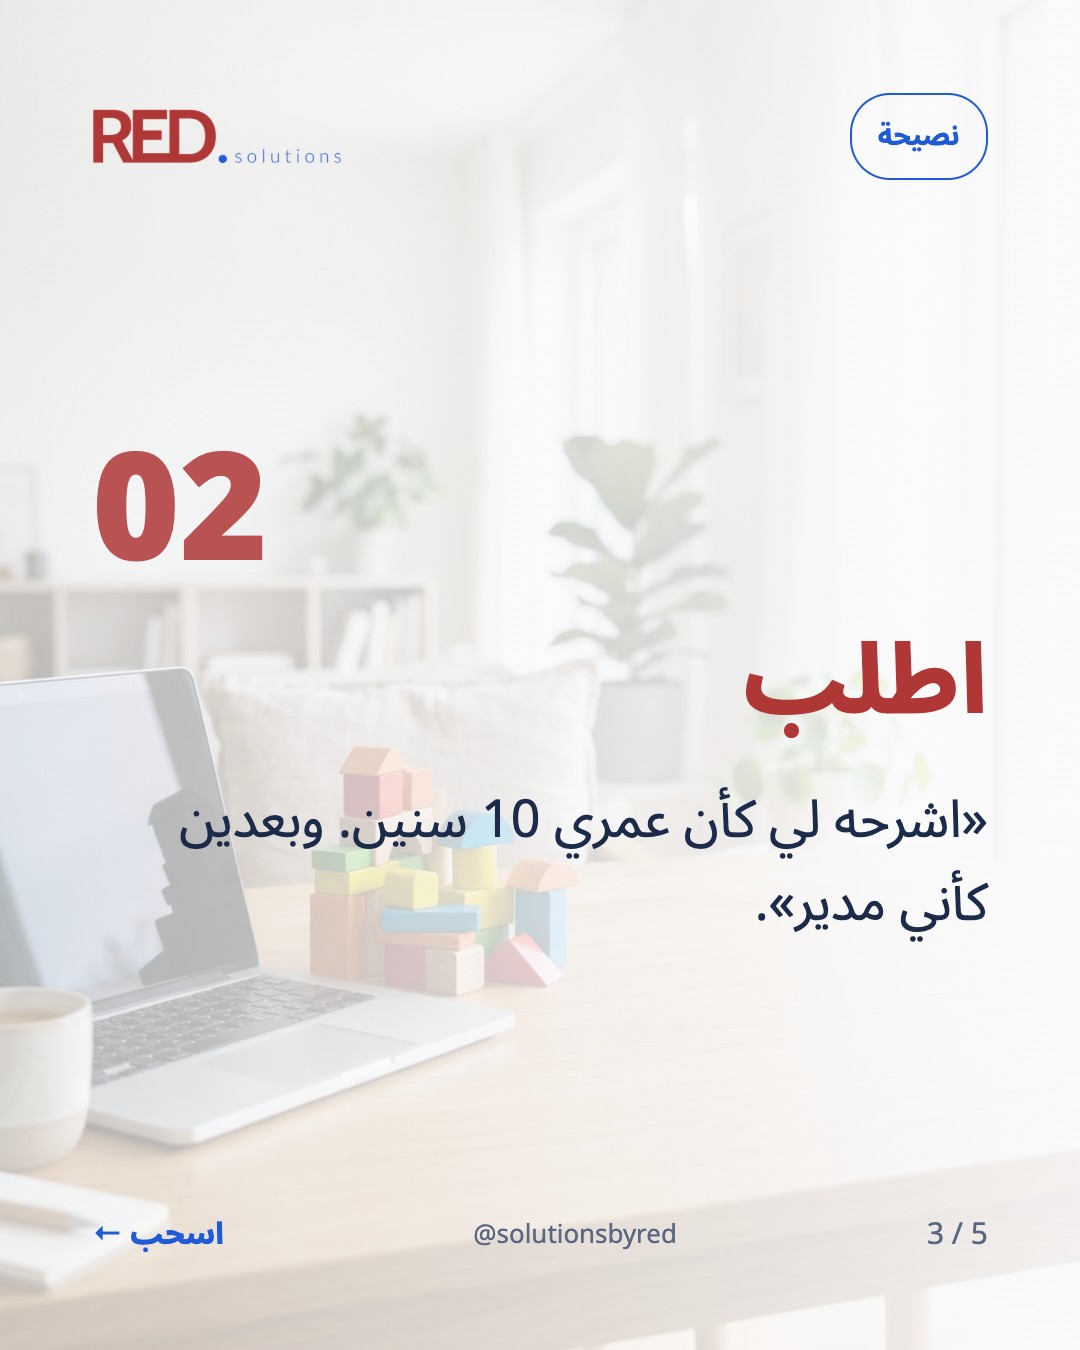 RED.solutions
نصيحة
02
اطلب
«اشرحه لي كأن عمري 10 سنين. وبعدين
كأني مدير».
اسحب ←
@solutionsbyred
3 / 5